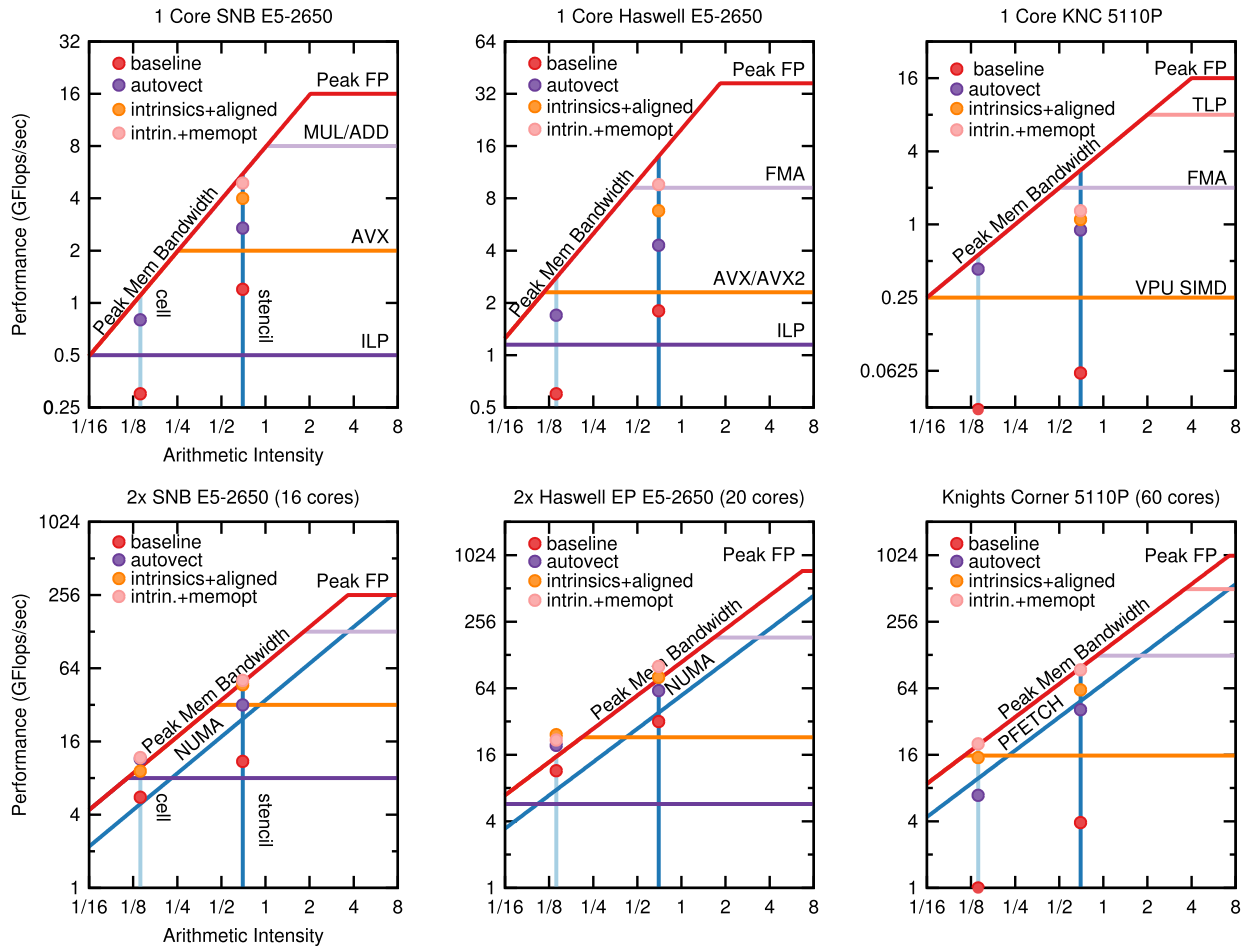 1 Core SNB E5-2650
Performance (GFlops/sec)
32
16
8
4
2
1
0.5
0.25
baseline
autovect
intrinsics+aligned
intrin.+memopt
Peak FP
MUL/ADD
Peak Mem Bandwidth
AVX
cell
stencil
ILP
1/16 1/8 1/4 1/2 1 2 4 8
Arithmetic Intensity
1 Core Haswell E5-2650
64
32
16
8
4
2
1
0.5
baseline
autovect
intrinsics+aligned
intrin.+memopt
Peak FP
FMA
Peak Mem Bandwidth
AVX/AVX2
ILP
1/16 1/8 1/4 1/2 1 2 4 8
1 Core KNC 5110P
16
4
1
0.25
0.0625
baseline
autovect
intrinsics+aligned
intrin.+memopt
Peak FP
TLP
Peak Mem Bandwidth
FMA
VPU SIMD
1/16 1/8 1/4 1/2 1 2 4 8
2x SNB E5-2650 (16 cores)
Performance (GFlops/sec)
1024
256
64
16
4
1
baseline
autovect
intrinsics+aligned
intrin.+memopt
Peak FP
Peak Mem Bandwidth
NUMA
cell
stencil
1/16 1/8 1/4 1/2 1 2 4 8
Arithmetic Intensity
2x Haswell EP E5-2650 (20 cores)
1024
256
64
16
4
1
baseline
autovect
intrinsics+aligned
intrin.+memopt
Peak FP
Peak Mem Bandwidth
NUMA
1/16 1/8 1/4 1/2 1 2 4 8
Knights Corner 5110P (60 cores)
1024
256
64
16
4
1
baseline
autovect
intrinsics+aligned
intrin.+memopt
Peak FP
Peak Mem Bandwidth
PFETCH
1/16 1/8 1/4 1/2 1 2 4 8